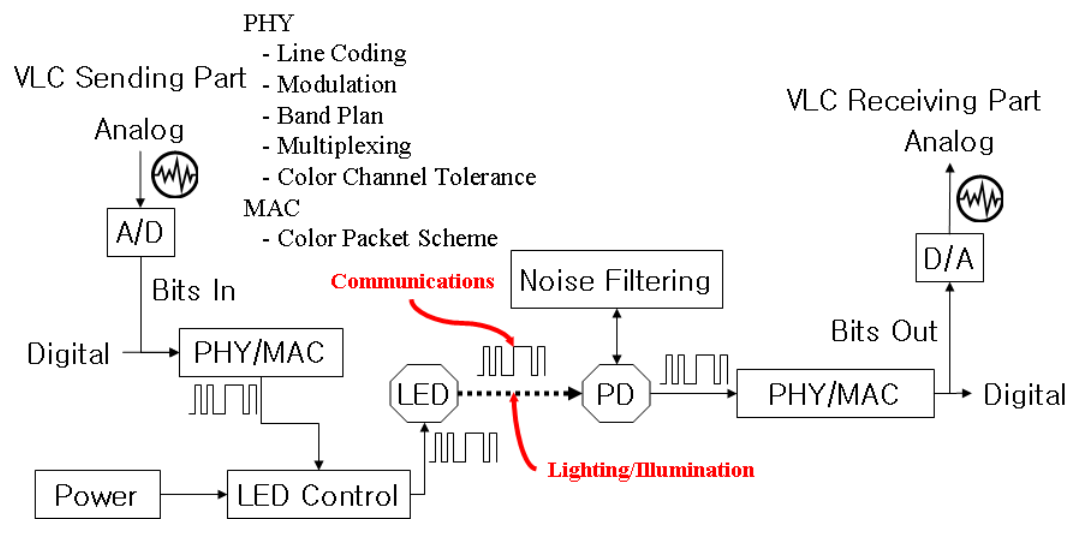 PHY
- Line Coding
VLC Sending Part
- Modulation
- Band Plan
- Multiplexing
- Color Channel Tolerance
MAC
- Color Packet Scheme
Analog
A/D
Bits In
Digital
PHY/MAC
Power
LED Control
LED
Communications
Lighting/Illumination
Noise Filtering
PD
PHY/MAC
VLC Receiving Part
Analog
D/A
Bits Out
Digital